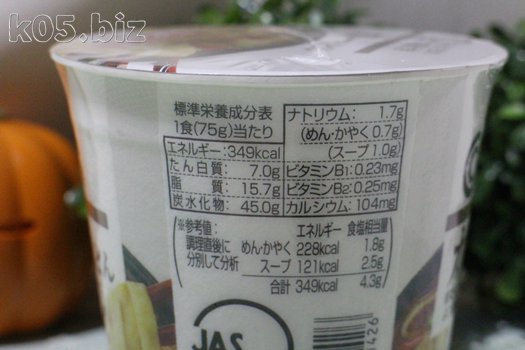 k05.biz
標準栄養成分表
1食(75g)当たり
エネルギー:349kcal
たん白質: 7.0g
脂 質: 15.7g
炭水化物: 45.0g
ナトリウム: 1.7g
(めん・かやく 0.7g)
(スープ 1.0g)
ビタミンB1:0.23mg
ビタミンB2:0.25mg
カルシウム:104mg
※参考値:
調理直後に
分別して分析
エネルギー 食塩相当量
めん・かやく 228kcal 1.8g
スープ 121kcal 2.5g
合計 349kcal 4.3g
JAS